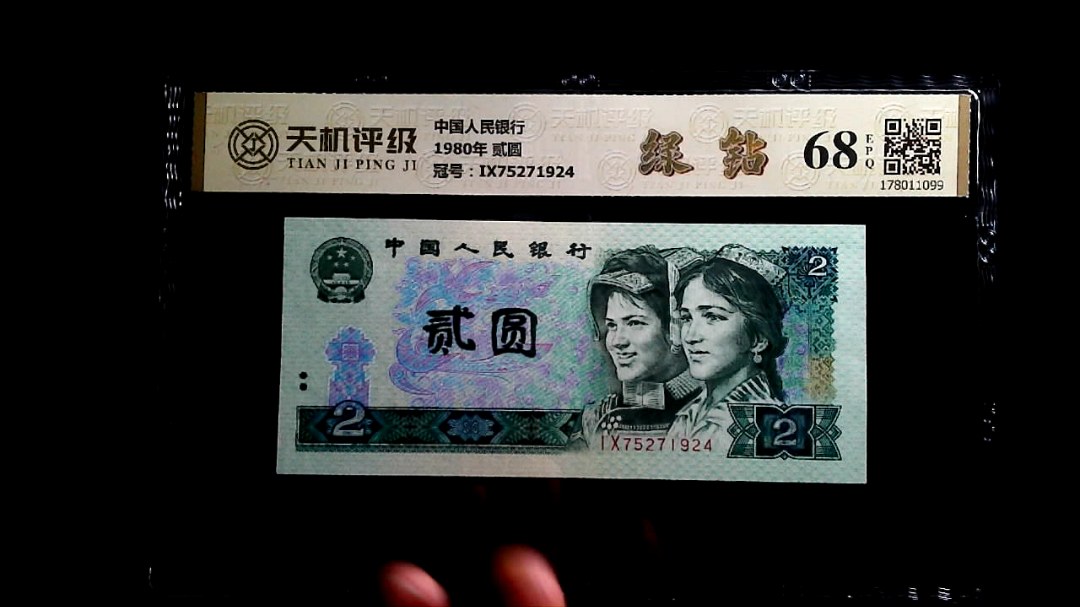 天机评级
TIAN JI PING JI
中国人民银行
1980年 贰圆
冠号：IX75271924
绿钻
68
EPQ
178011099
中国人民银行
2
贰圆
2
IX75271924
2